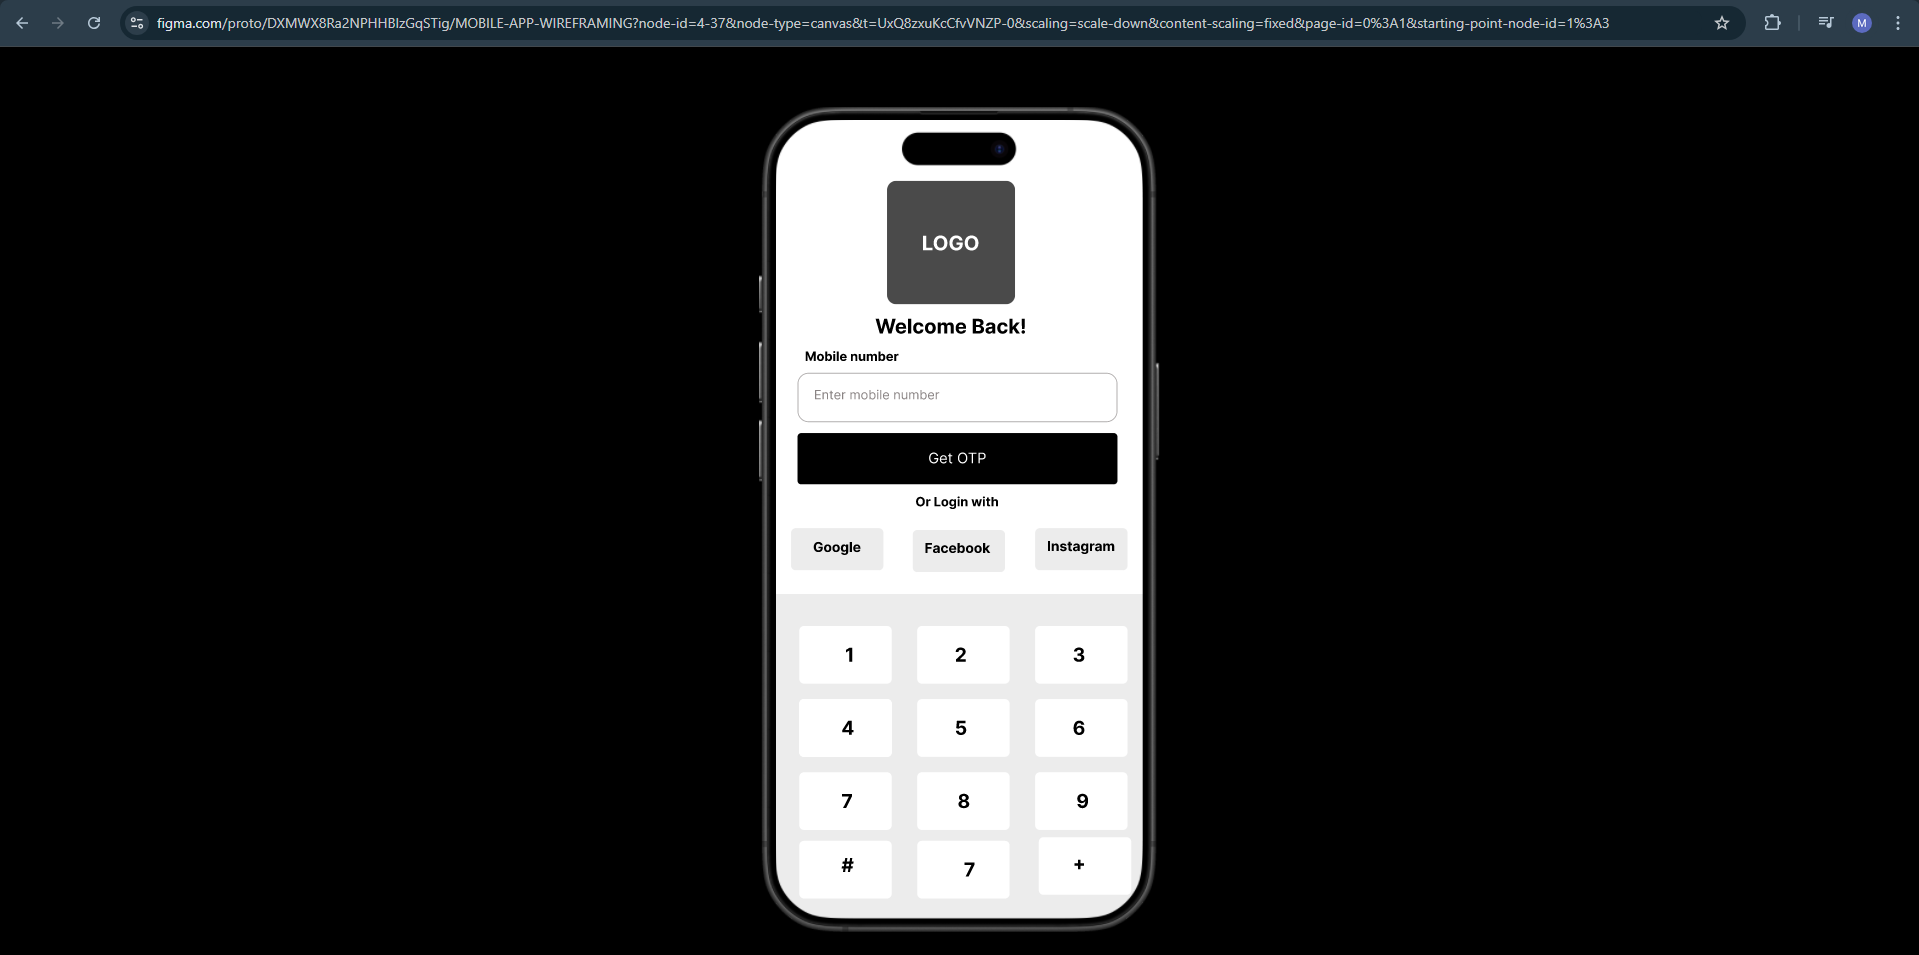 figma.com/proto/DXMWX8Ra2NPHHBIzGqSTig/MOBILE-APP-WIREFRAMING?node-id=4-37&node-type=canvas&t=UxQ8zxuKcCfvVNZP-0&scaling=scale-down&content-scaling=fixed&page-id=0%3A1&starting-point-node-id=1%3A3
M
LOGO
Welcome Back!
Mobile number
Enter mobile number
Get OTP
Or Login with
Google Facebook Instagram
1 2 3
4 5 6
7 8 9
# 7 +